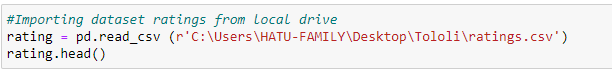 #Importing dataset ratings from local drive
rating = pd.read_csv (r'C:\Users\HATU-FAMILY\Desktop\Tololi\ratings.csv')
rating.head()